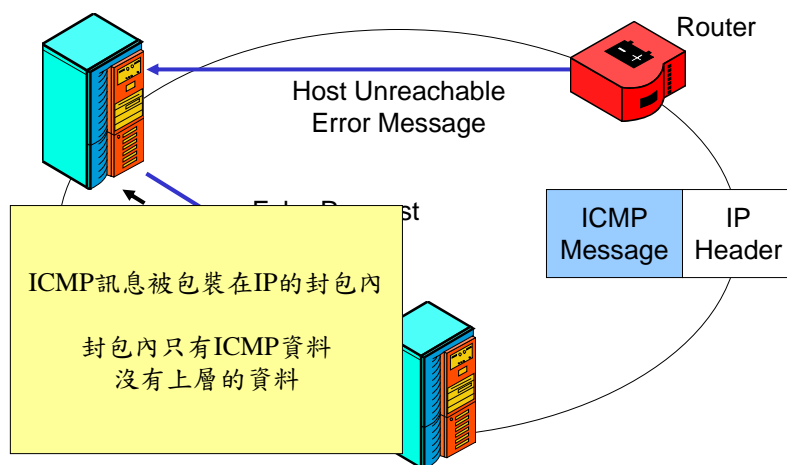 Router
Host Unreachable
Error Message
ICMP
Message
IP
Header
ICMP訊息被包裝在IP的封包內
封包內只有ICMP資料
沒有上層的資料